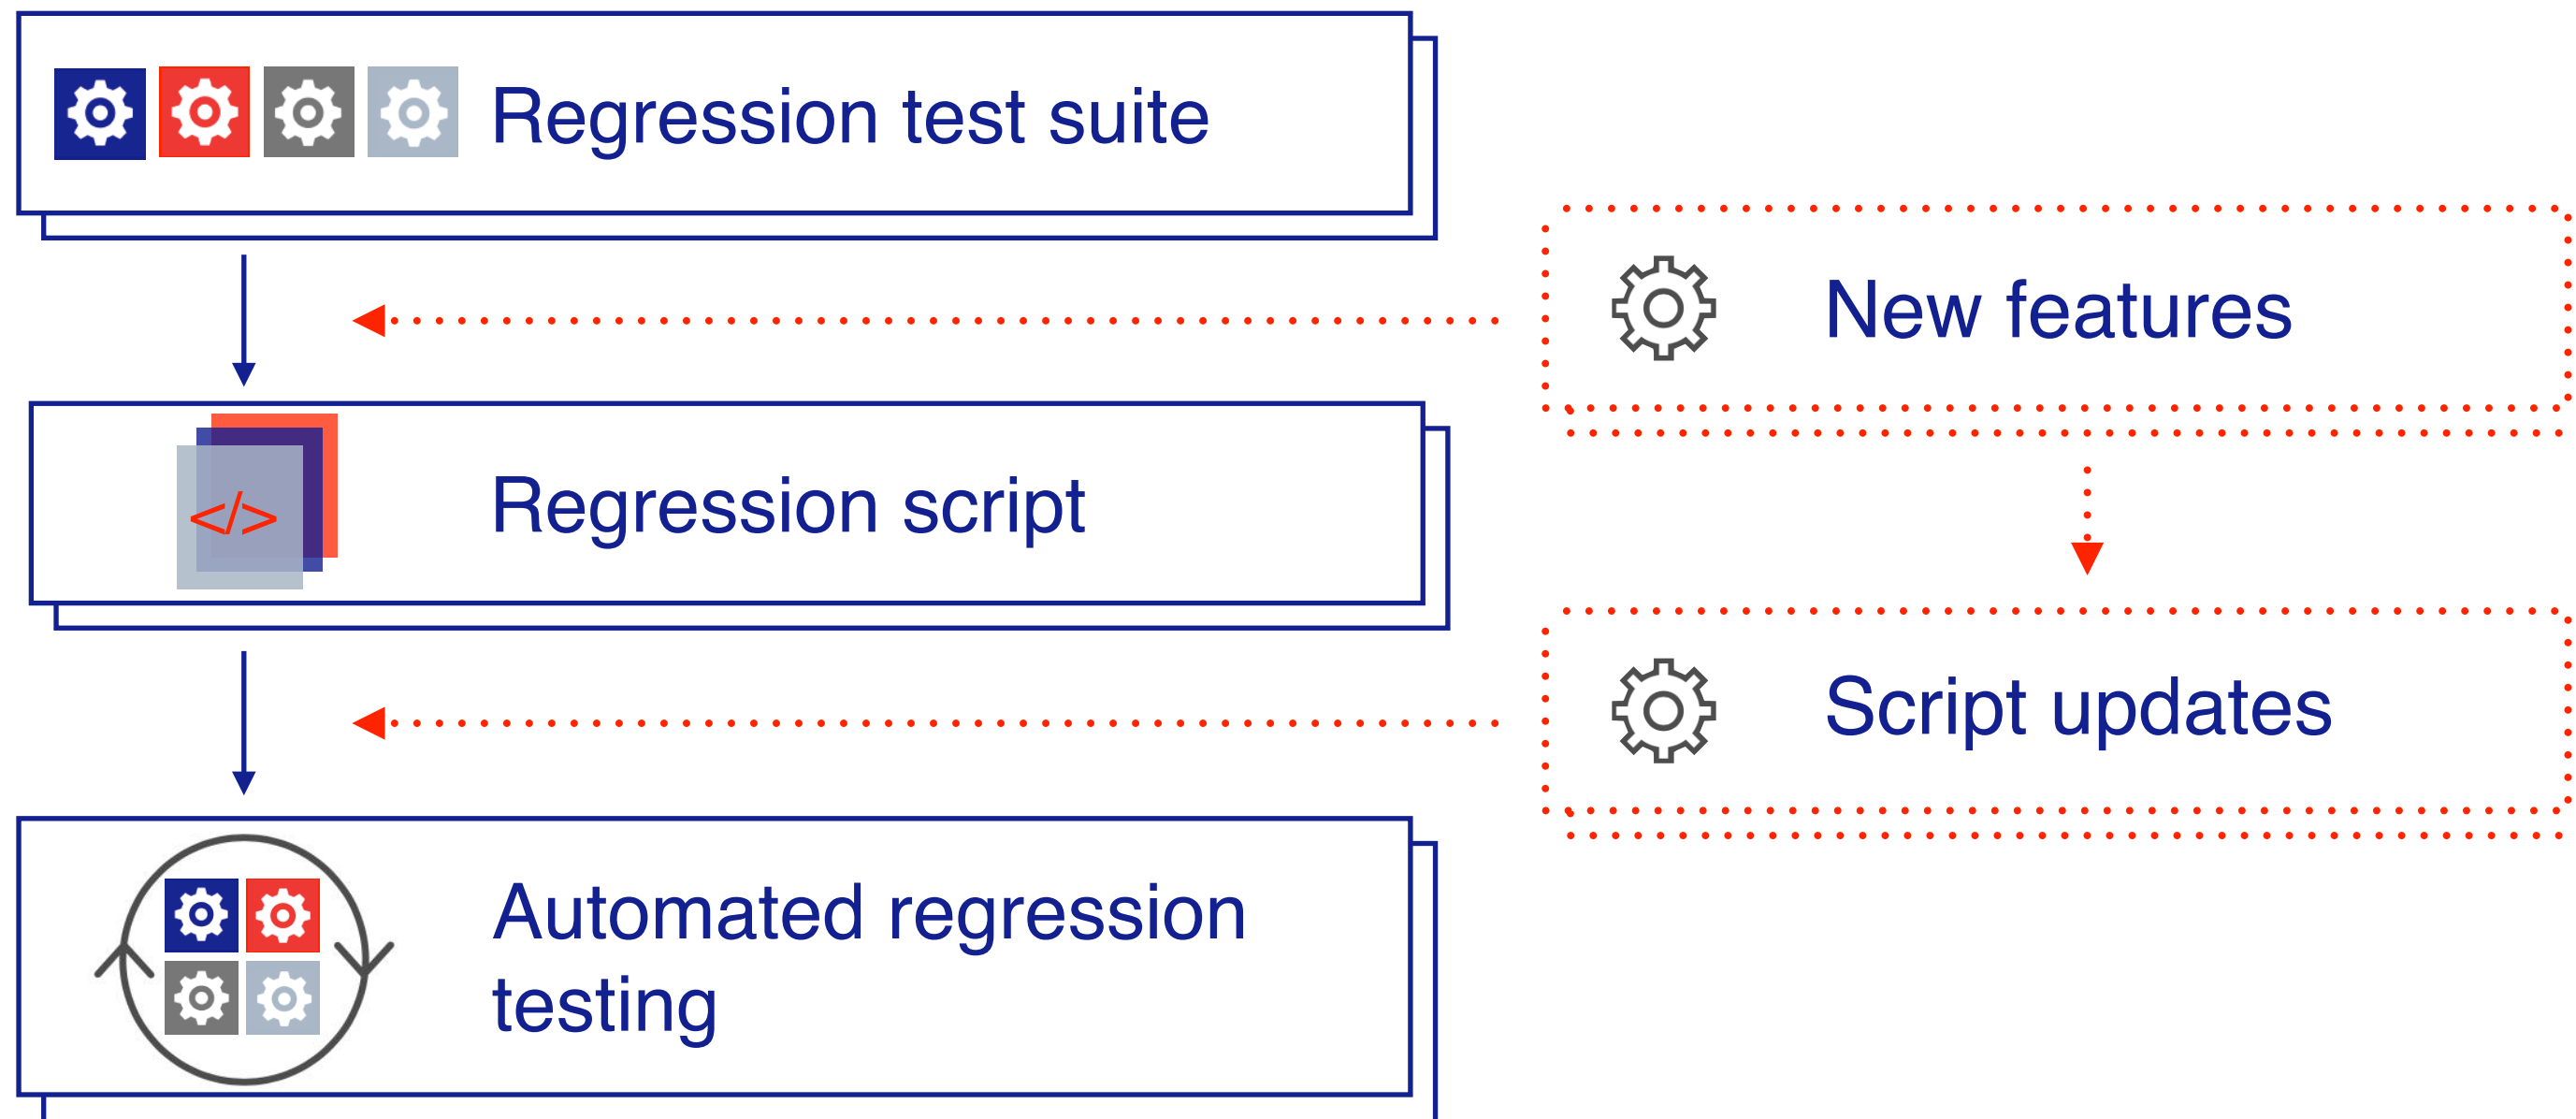 Regression test suite
New features
Regression script
</>
Script updates
Automated regression
testing